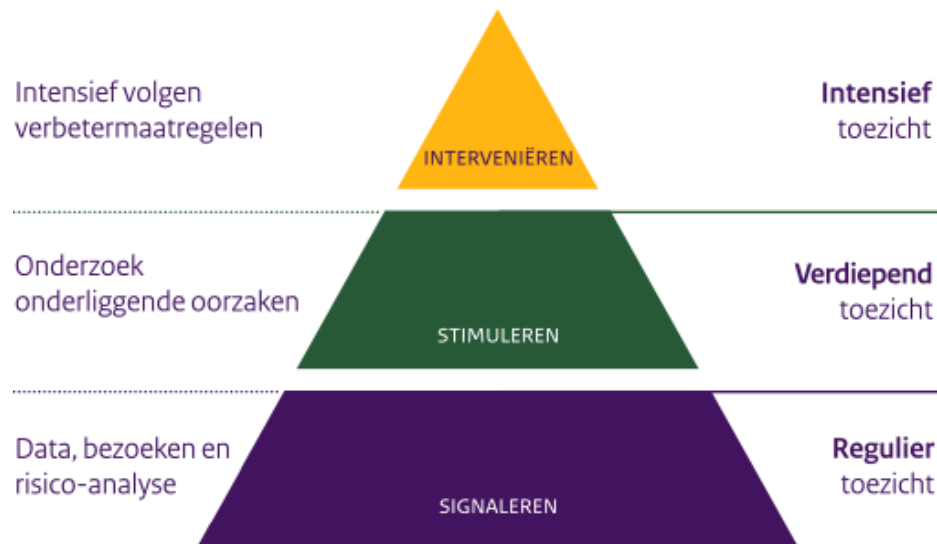 Intensief volgen
verbetermaatregelen
INTERVENIËREN
Intensief
toezicht
Onderzoek
onderliggende oorzaken
STIMULEREN
Verdiepend
toezicht
Data, bezoeken en
risico-analyse
SIGNALEREN
Regulier
toezicht